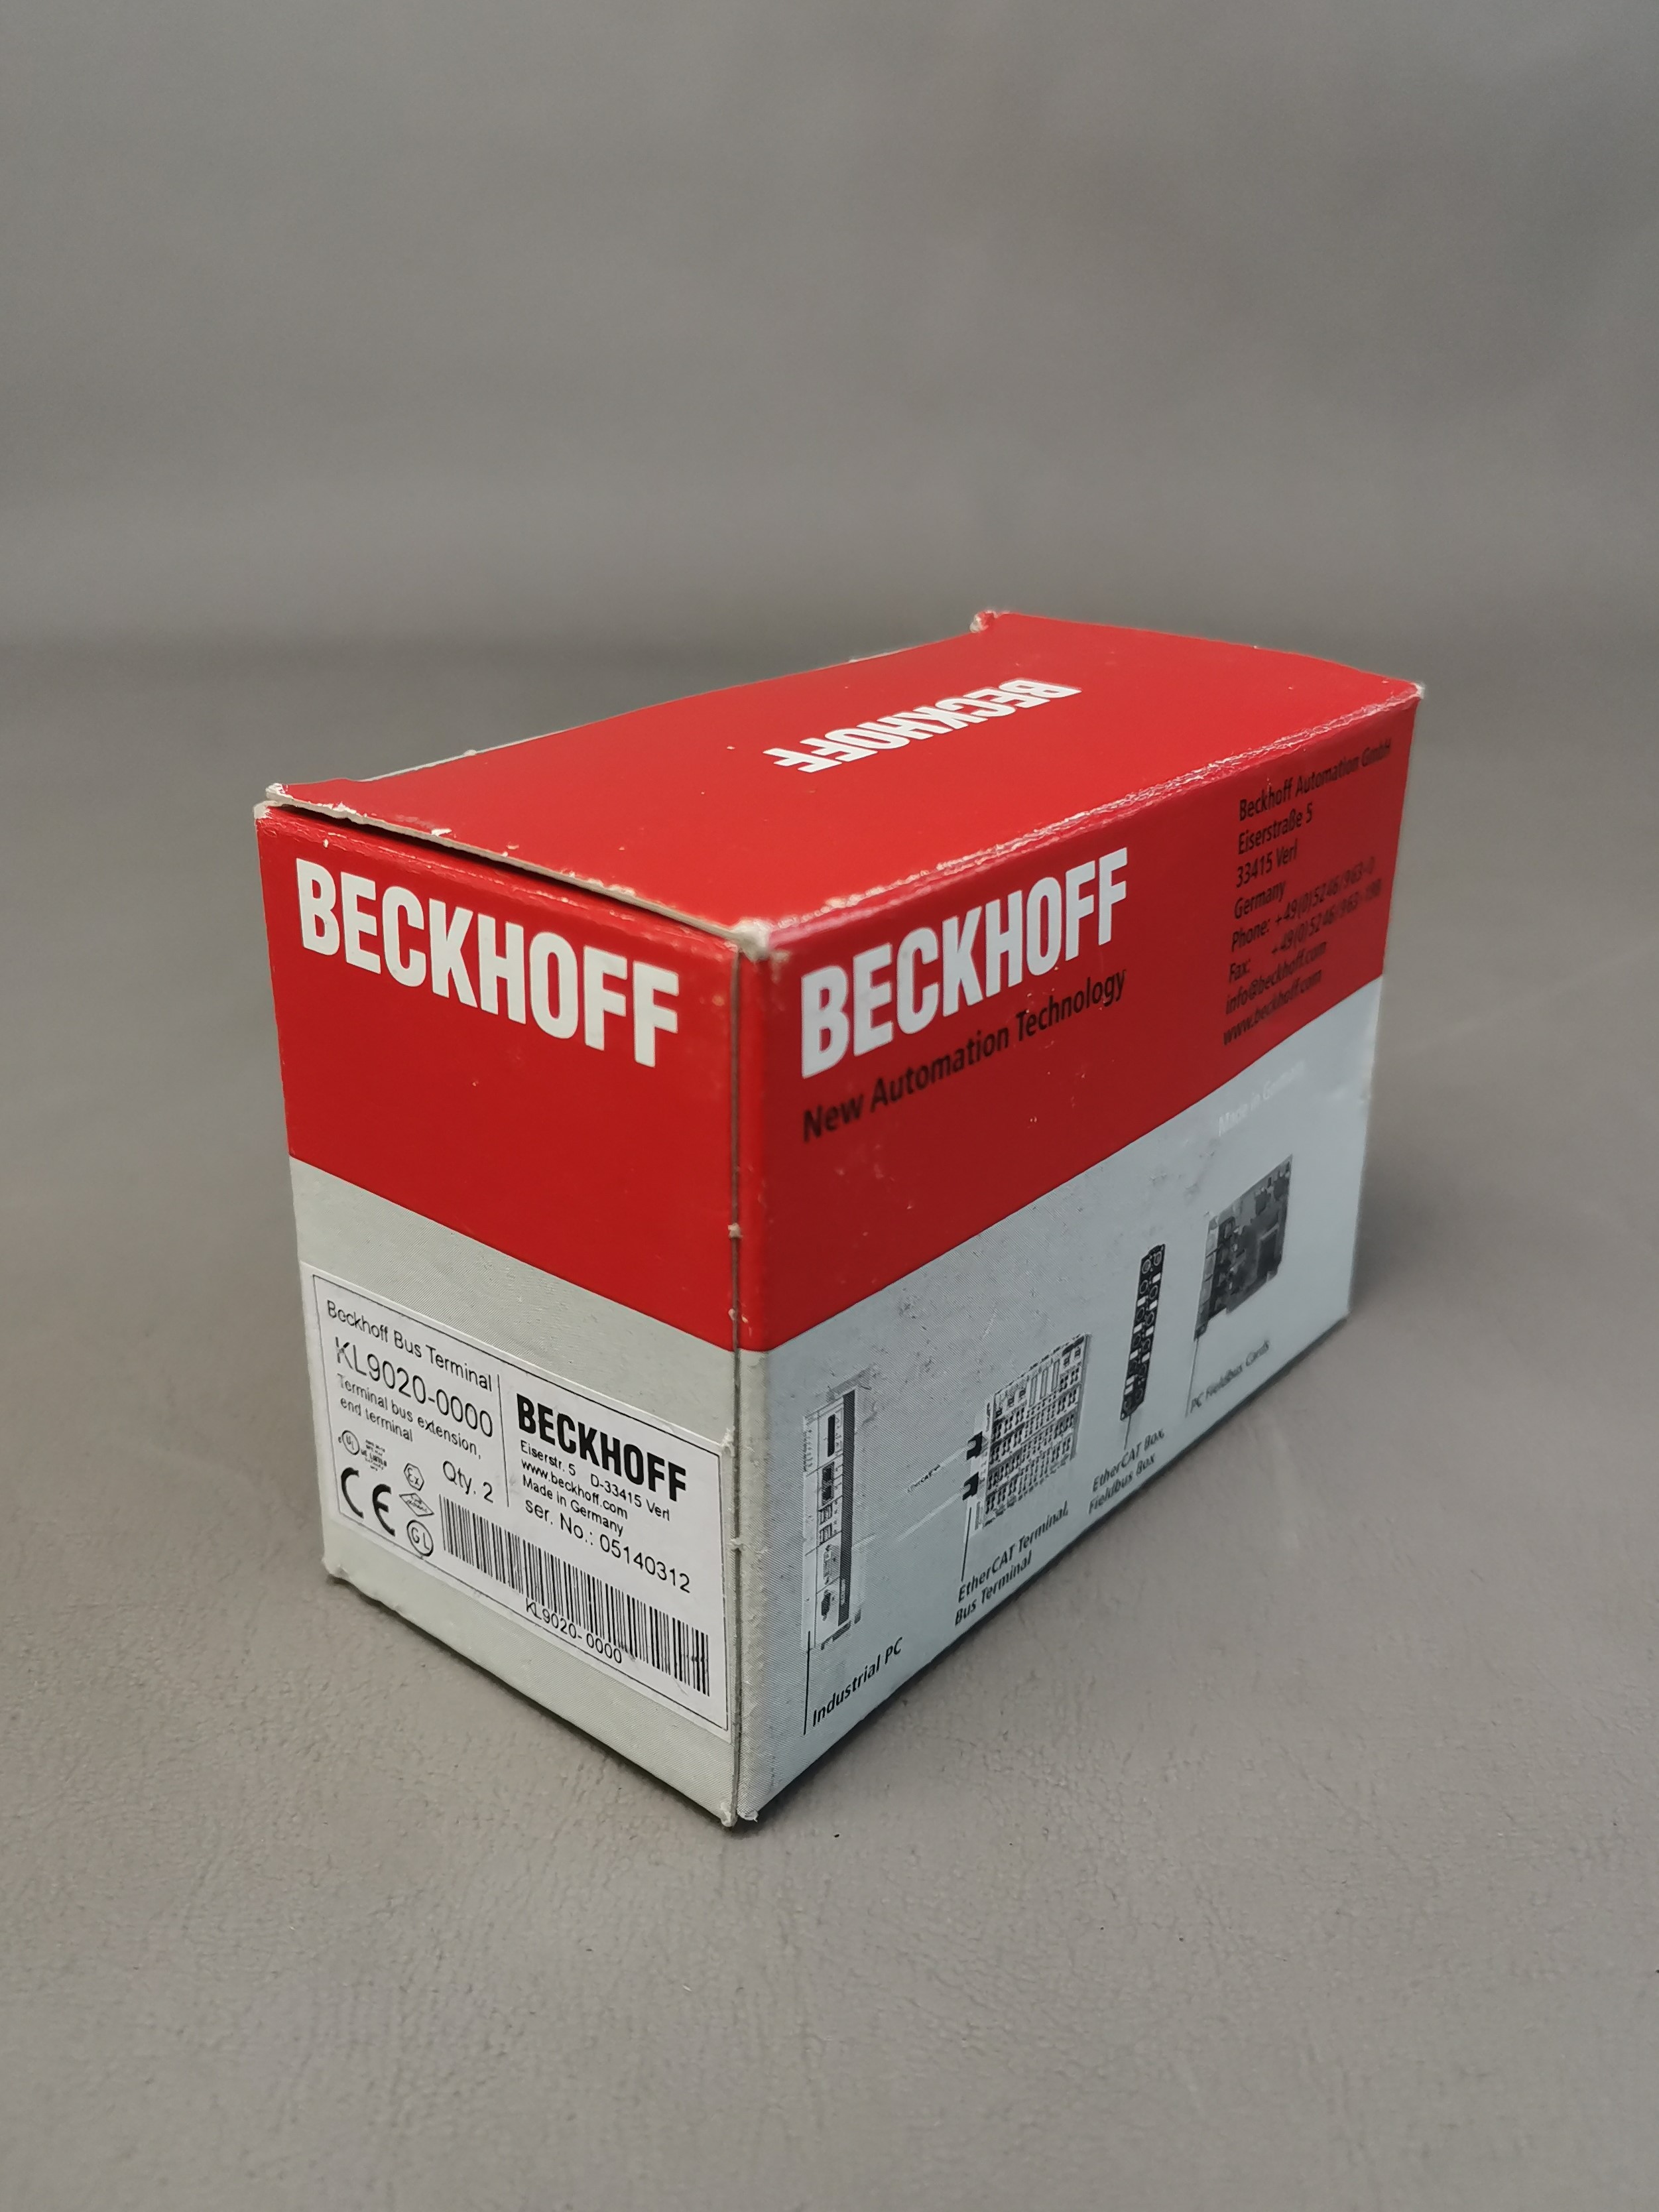 BECKHOFF
BECKHOFF
Beckhoff Bus Terminal
KL9020-0000
Terminal bus extension,
end terminal
Qty. 2
CE
Ex
GL
BECKHOFF
Eiserstr. 5 D-33415 Verl
www.beckhoff.com
Made in Germany
ser. No.: 05140312
KL9020-0000
BECKHOFF
New Automation Technology
Beckhoff Automation GmbH
Eiserstraße 5
33415 Verl
Germany
Phone: +49(0)5246/963-0
Fax: +49(0)5246/963-198
info@beckhoff.com
www.beckhoff.com
Made in Germany
Industrial PC
EtherCAT Terminal,
Bus Terminal
EtherCAT Box,
Fieldbus Box
PC Fieldbus Cards